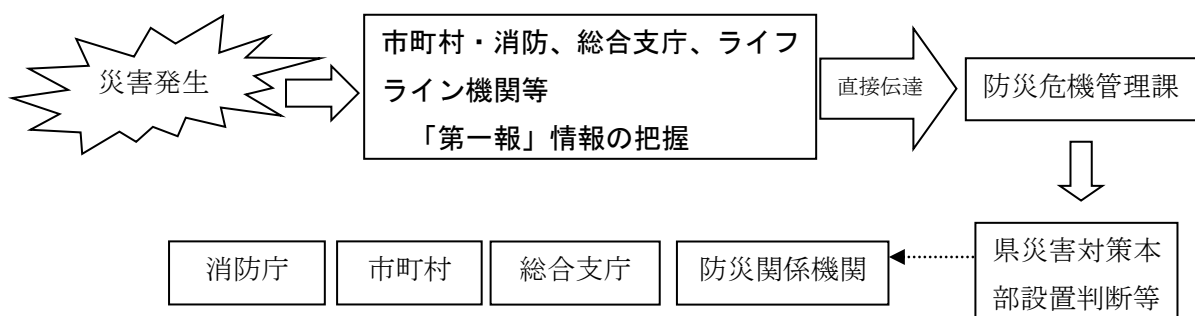 災害発生
市町村・消防、総合支庁、ライフ
ライン機関等
「第一報」情報の把握
直接伝達
防災危機管理課
消防庁
市町村
総合支庁
防災関係機関
県災害対策本
部設置判断等